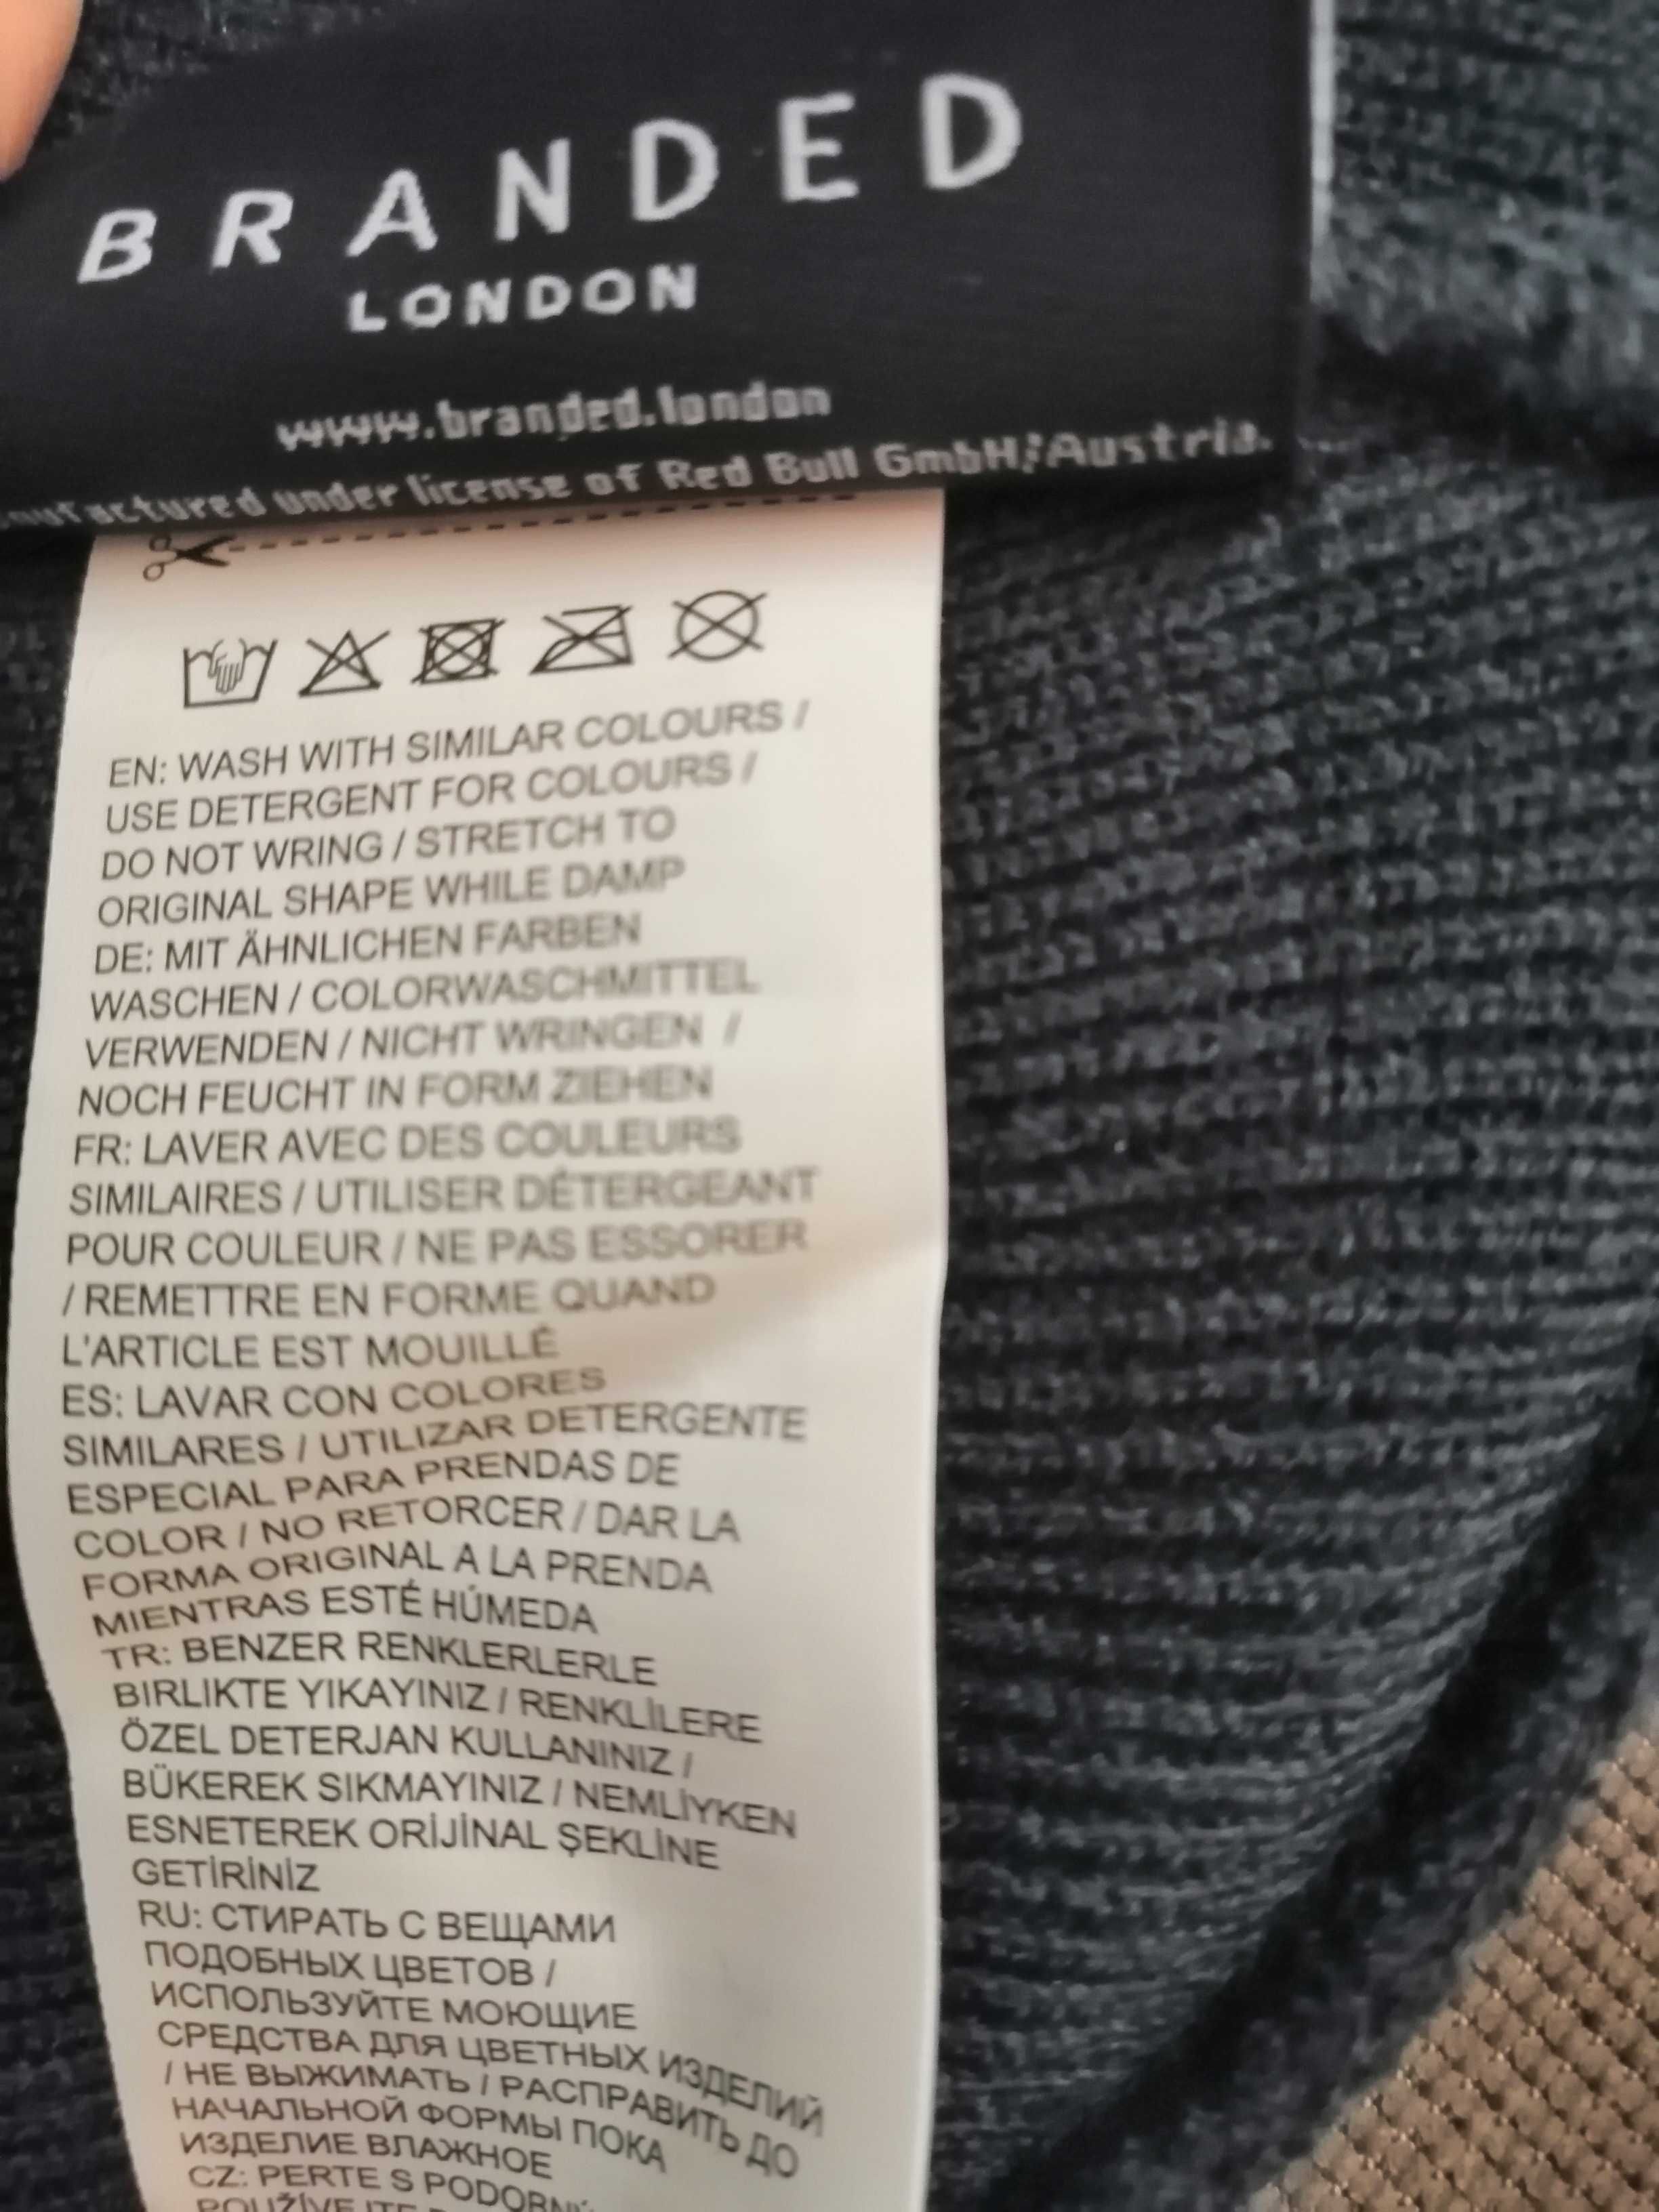 BRANDED
LONDON
www.branded.london
under license of Red Bull GmbH/Austria.
EN: WASH WITH SIMILAR COLOURS /
USE DETERGENT FOR COLOURS /
DO NOT WRING / STRETCH TO
ORIGINAL SHAPE WHILE DAMP
DE: MIT ÄHNLICHEN FARBEN
WASCHEN / COLORWASCHMITTEL
VERWENDEN / NICHT WRINGEN /
NOCH FEUCHT IN FORM ZIEHEN
FR: LAVER AVEC DES COULEURS
SIMILAIRES / UTILISER DÉTERGEANT
POUR COULEUR / NE PAS ESSORER
/ REMETTRE EN FORME QUAND
L'ARTICLE EST MOUILLÉ
ES: LAVAR CON COLORES
SIMILARES / UTILIZAR DETERGENTE
ESPECIAL PARA PRENDAS DE
COLOR / NO RETORCER / DAR LA
FORMA ORIGINAL A LA PRENDA
MIENTRAS ESTÉ HÚMEDA
TR: BENZER RENKLERLERLE
BIRLIKTE YIKAYINIZ / RENKLİLERE
ÖZEL DETERJAN KULLANINIZ /
BÜKEREK SIKMAYINIZ / NEMLİYKEN
ESNETEREK ORİJİNAL ŞEKLİNE
GETİRİNİZ
RU: СТИРАТЬ С ВЕЩАМИ
ПОДОБНЫХ ЦВЕТОВ /
ИСПОЛЬЗУЙТЕ МОЮЩИЕ
СРЕДСТВА ДЛЯ ЦВЕТНЫХ ИЗДЕЛИЙ
/ НЕ ВЫЖИМАТЬ / РАСПРАВИТЬ ДО
НАЧАЛЬНОЙ ФОРМЫ ПОКА
ИЗДЕЛИЕ ВЛАЖНОЕ
CZ: PERTE S